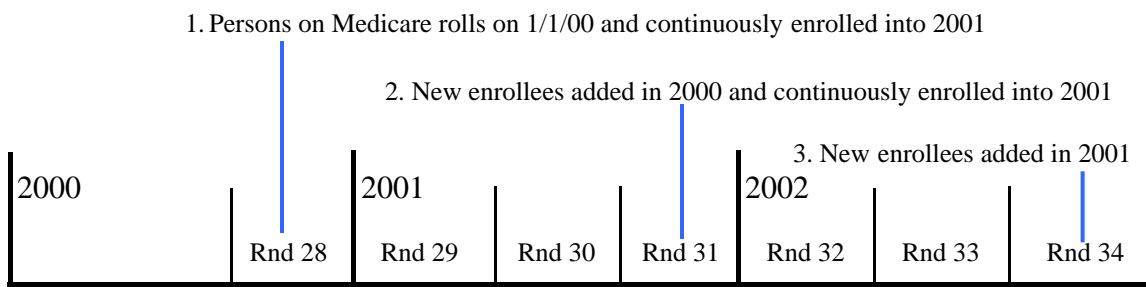 1. Persons on Medicare rolls on 1/1/00 and continuously enrolled into 2001
2. New enrollees added in 2000 and continuously enrolled into 2001
3. New enrollees added in 2001
2000 2001 2002
Rnd 28 Rnd 29 Rnd 30 Rnd 31 Rnd 32 Rnd 33 Rnd 34